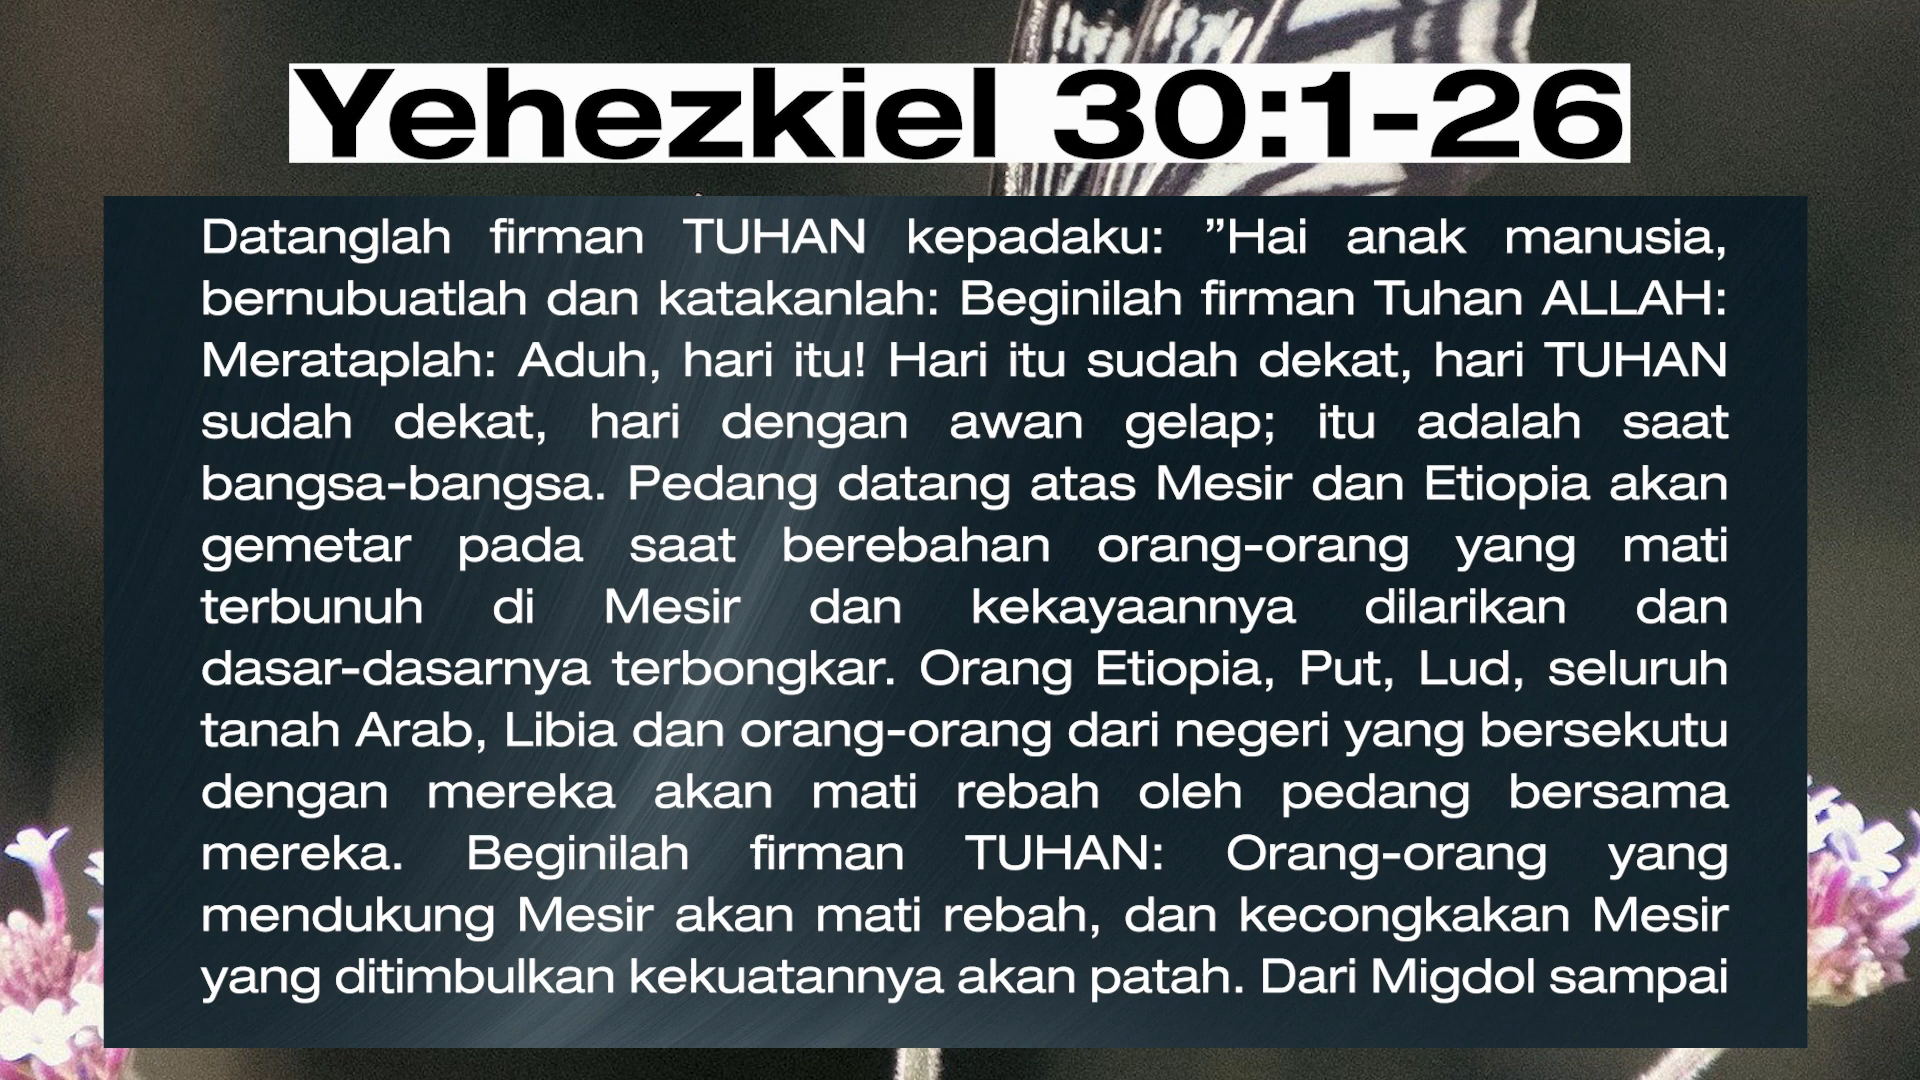 Yehezkiel 30:1-26
Datanglah firman TUHAN kepadaku: ”Hai anak manusia,
bernubuatlah dan katakanlah: Beginilah firman Tuhan ALLAH:
Merataplah: Aduh, hari itu! Hari itu sudah dekat, hari TUHAN
sudah dekat, hari dengan awan gelap; itu adalah saat
bangsa-bangsa. Pedang datang atas Mesir dan Etiopia akan
gemetar pada saat berebahan orang-orang yang mati
terbunuh di Mesir dan kekayaannya dilarikan dan
dasar-dasarnya terbongkar. Orang Etiopia, Put, Lud, seluruh
tanah Arab, Libia dan orang-orang dari negeri yang bersekutu
dengan mereka akan mati rebah oleh pedang bersama
mereka. Beginilah firman TUHAN: Orang-orang yang
mendukung Mesir akan mati rebah, dan kecongkakan Mesir
yang ditimbulkan kekuatannya akan patah. Dari Migdol sampai